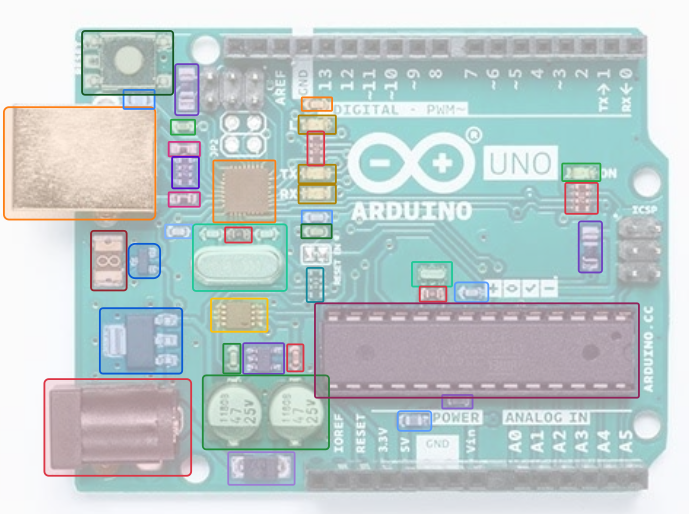 AREF
GND
13
12
~11
~10
~9
8
7
~6
~5
4
~3
2
TX→1
RX←0
DIGITAL - PWM~
®
UNO
ARDUINO
TX
RX
ON
ICSP
ARDUINO.CC
47
25V
47
25V
IOREF
RESET
3.3V
5V
GND
Vin
POWER
ANALOG IN
A0
A1
A2
A3
A4
A5